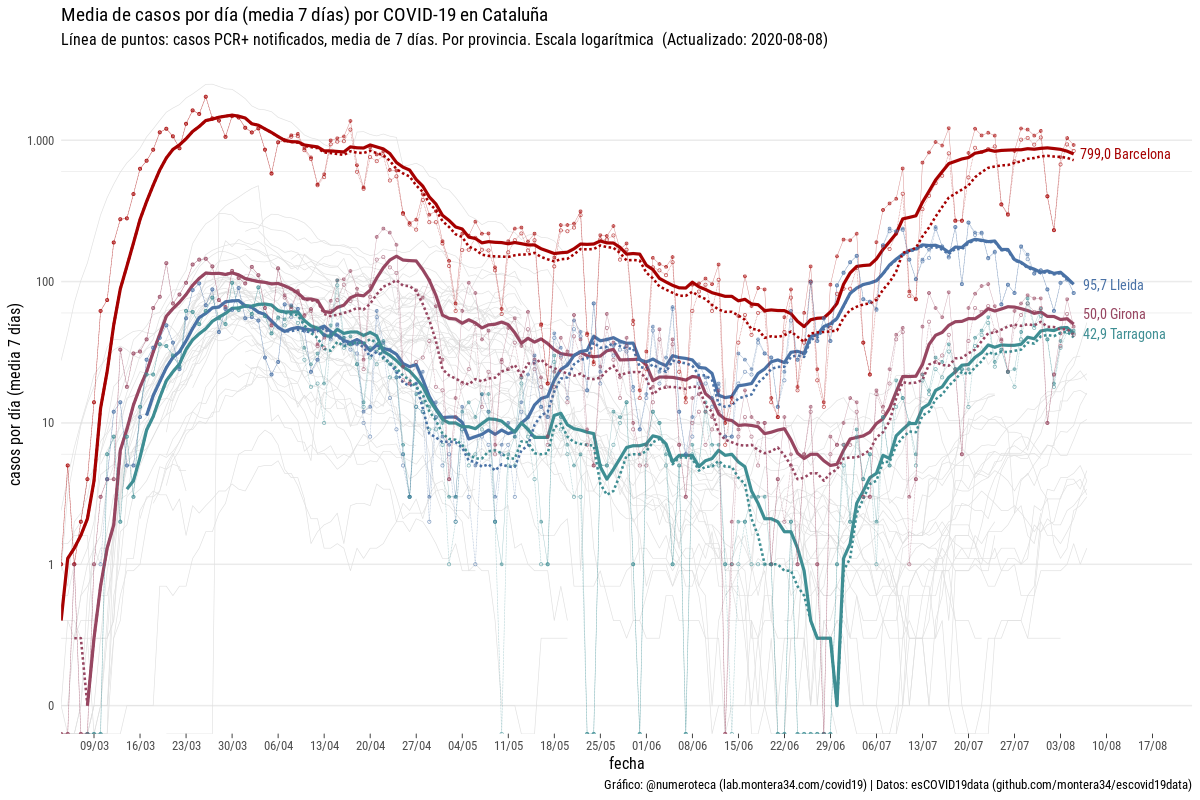 Media de casos por día (media 7 días) por COVID-19 en Cataluña
Línea de puntos: casos PCR+ notificados, media de 7 días. Por provincia. Escala logarítmica (Actualizado: 2020-08-08)
casos por día (media 7 días)
1.000
100
10
1
0
799,0 Barcelona
95,7 Lleida
50,0 Girona
42,9 Tarragona
09/03 16/03 23/03 30/03 06/04 13/04 20/04 27/04 04/05 11/05 18/05 25/05 01/06 08/06 15/06 22/06 29/06 06/07 13/07 20/07 27/07 03/08 10/08 17/08
fecha
Gráfico: @numeroteca (lab.montera34.com/covid19) | Datos: esCOVID19data (github.com/montera34/escovid19data)